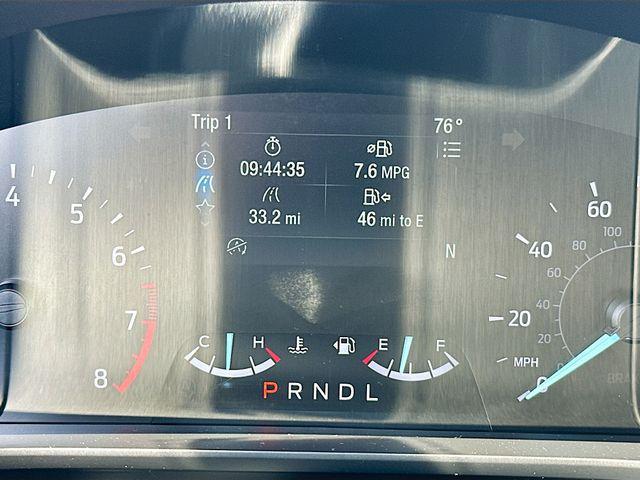 Trip 1 76°
09:44:35 7.6 MPG
33.2 mi 46 mi to E
N
4 5 6 7 8
C H E F
P R N D L
0 20 40 60
MPH
20 40 60 80 100